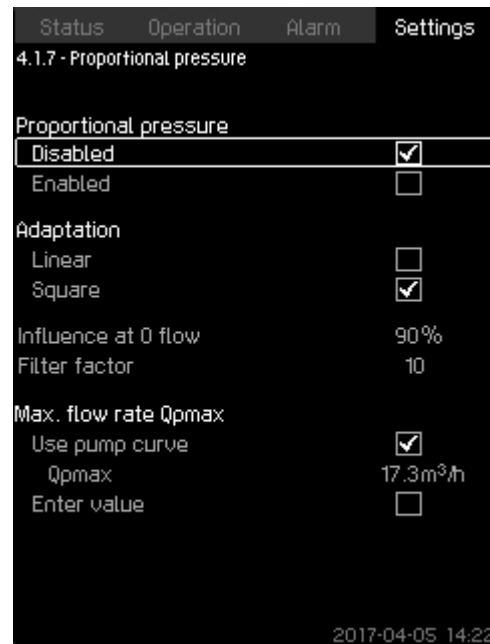 Status Operation Alarm Settings
4.1.7 - Proportional pressure
Proportional pressure
Disabled
Enabled
Adaptation
Linear
Square
Influence at 0 flow 90%
Filter factor 10
Max. flow rate Qpmax
Use pump curve
Qpmax 17.3m³/h
Enter value
2017-04-05 14:22